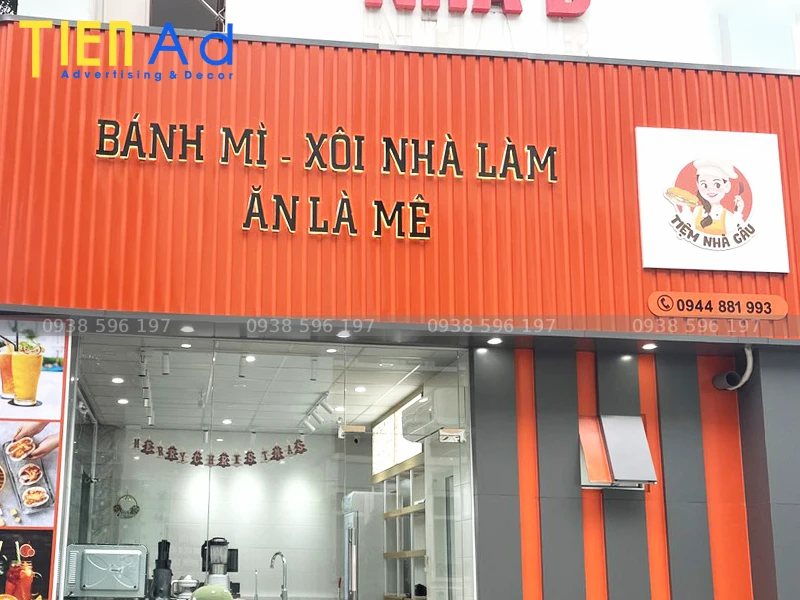 NHÀ B
TIEN Ad
Advertising & Decor
BÁNH MÌ - XÔI NHÀ LÀM
ĂN LÀ MÊ
TIỆM NHÀ GẤU
0944 881 993
0938 596 197 0938 596 197 0938 596 197 0938 596 197
MERRY CHRISTMAS